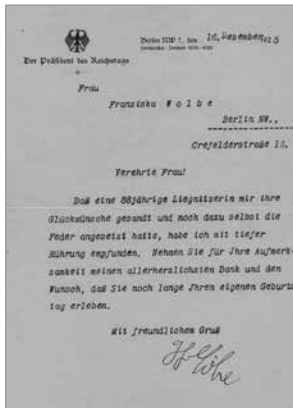 Der Präsident des Reichstags
Berlin NW 7, den 16. Dezember
Frau
Franziska Wolbe
Berlin NW.,
Crefelderstraße 15.
Verehrte Frau!
Daß eine 88jährige Liegnitzerin mir ihre
Glückwünsche gesandt und noch dazu selbst die
Feder angesetzt hatte, habe ich mit tiefer
Rührung empfunden. Nehmen Sie für Ihre Aufmerk-
samkeit meinen allerherzlichsten Dank und den
Wunsch, daß Sie noch lange Ihren eigenen Geburts
tag erleben.
Mit freundlichem Gruß
Löbe